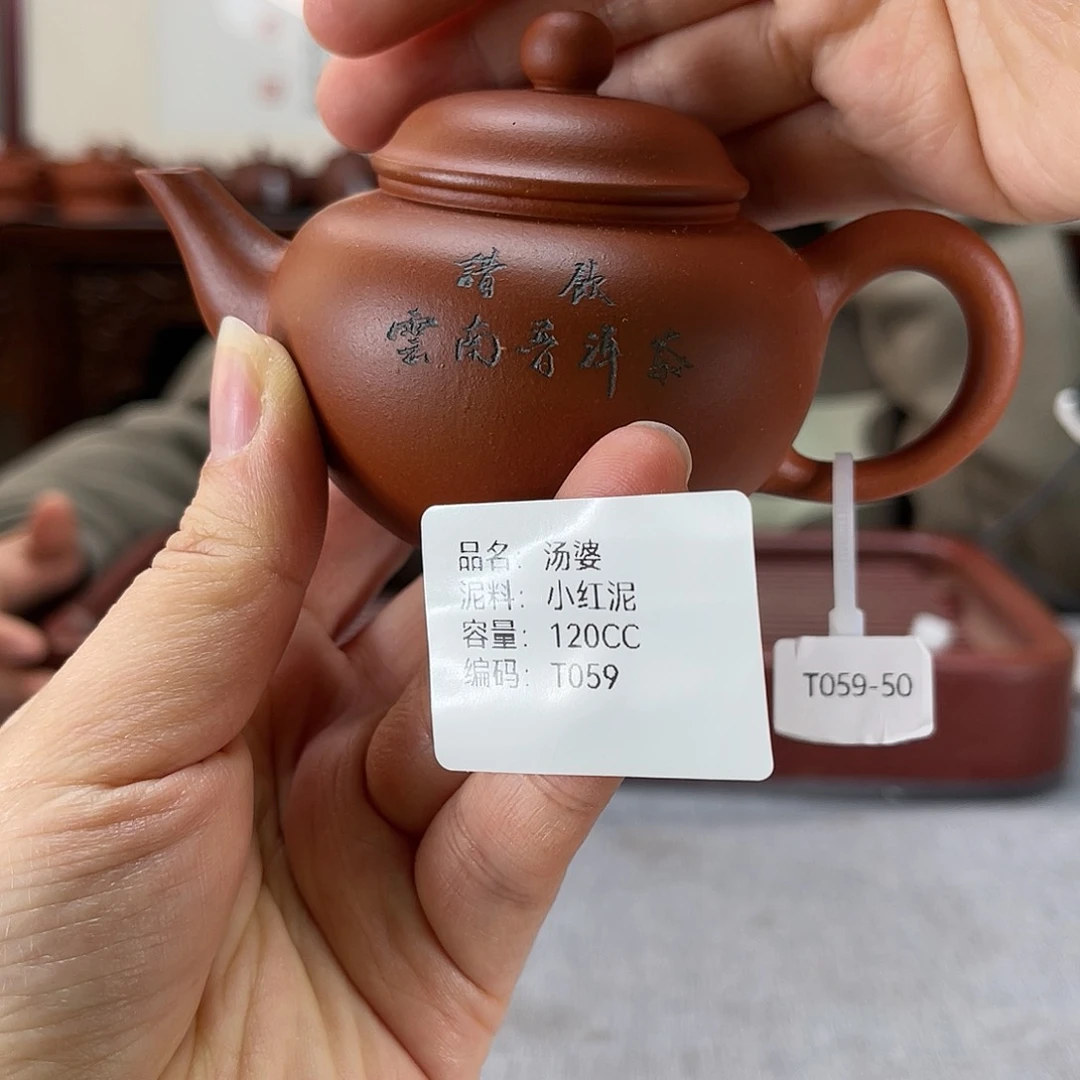 請飲
雲南普洱茶
品名：汤婆
泥料：小红泥
容量：120CC
编码：T059
T059-50